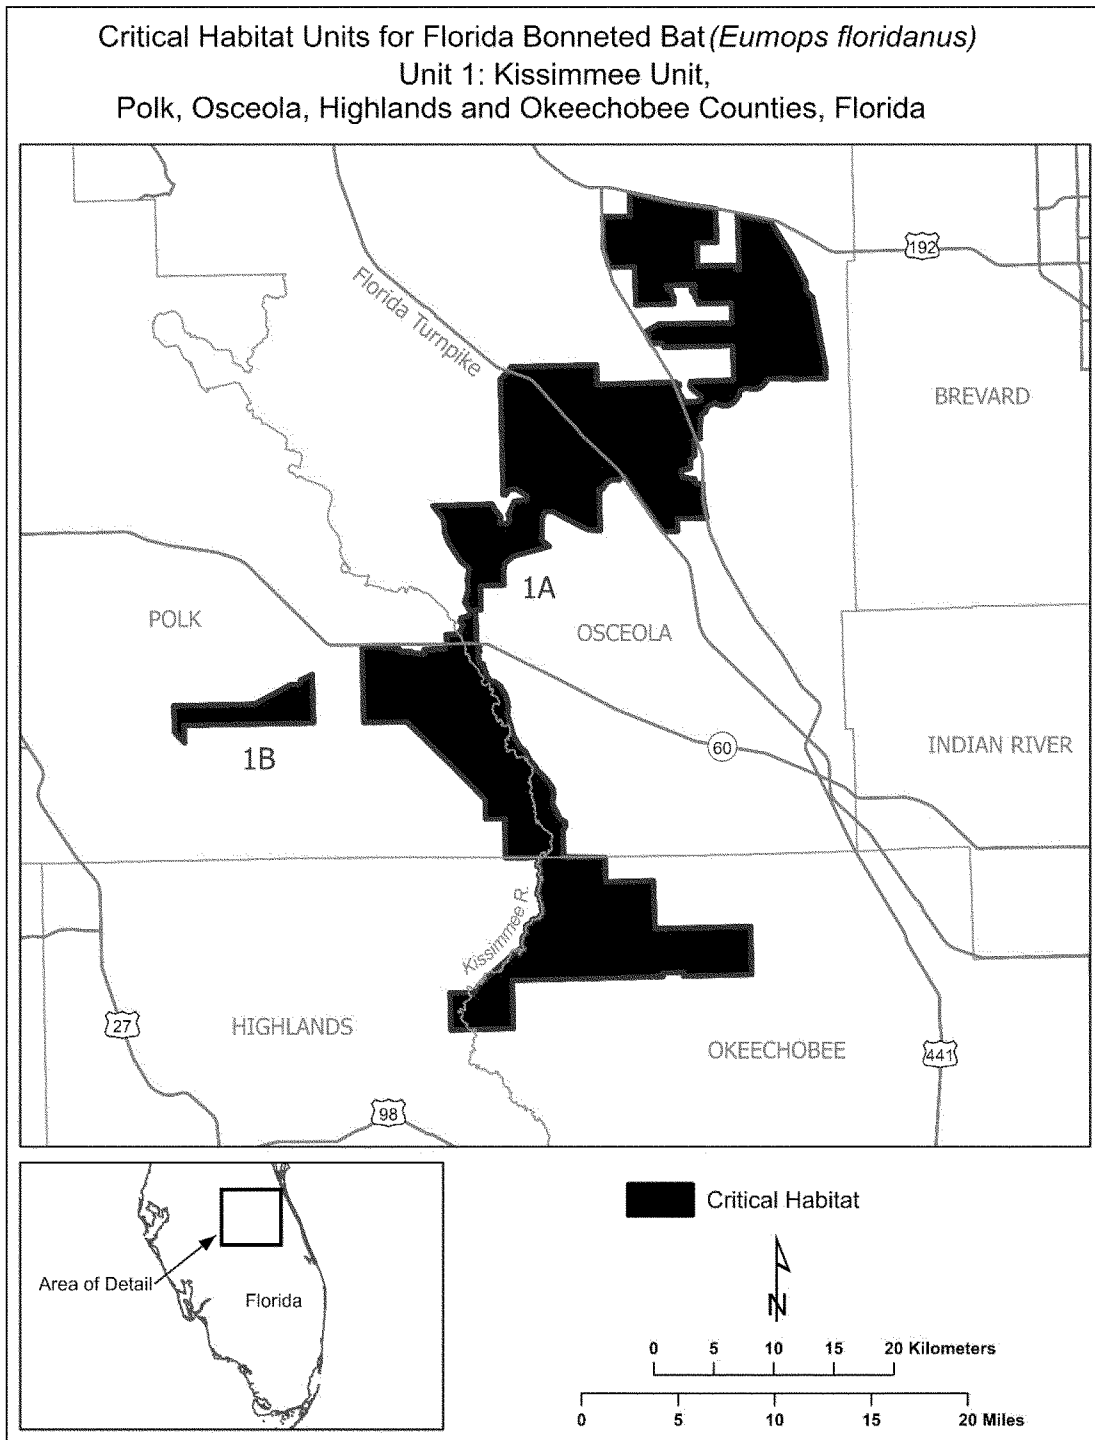 Critical Habitat Units for Florida Bonneted Bat (Eumops floridanus)
Unit 1: Kissimmee Unit,
Polk, Osceola, Highlands and Okeechobee Counties, Florida
192
Florida Turnpike
BREVARD
1A
POLK
OSCEOLA
1B
60
INDIAN RIVER
Kissimmee R.
27
HIGHLANDS
OKEECHOBEE
441
98
Area of Detail
Florida
Critical Habitat
N
0 5 10 15 20 Kilometers
0 5 10 15 20 Miles